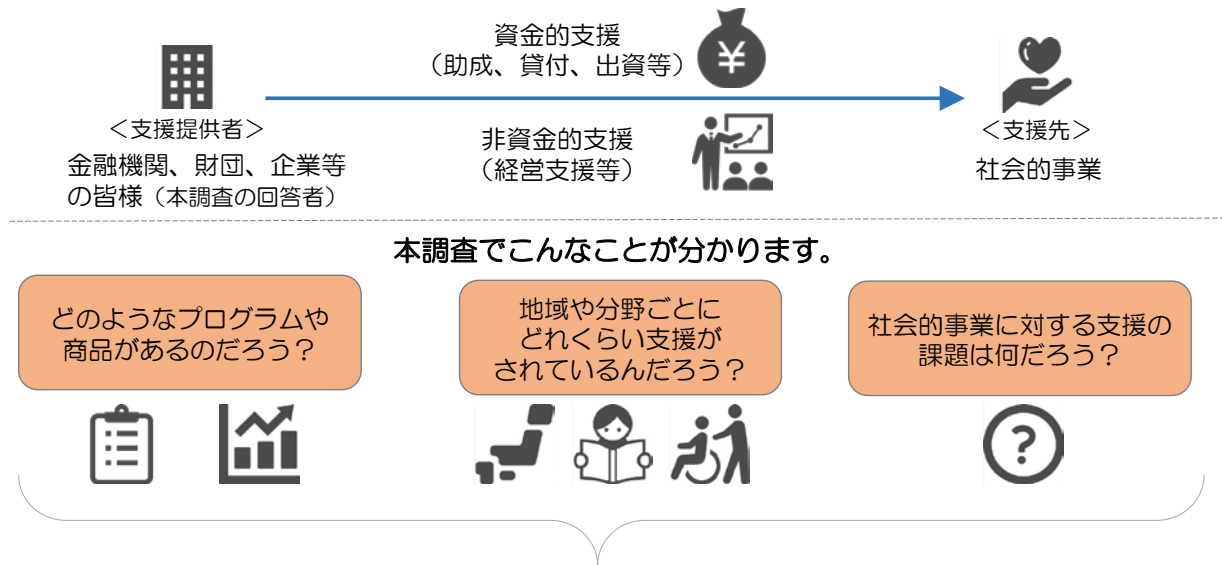 資金的支援
（助成、貸付、出資等）
¥
＜支援提供者＞
金融機関、財団、企業等
の皆様（本調査の回答者）
非資金的支援
（経営支援等）
＜支援先＞
社会的事業
本調査でこんなことが分かります。
どのようなプログラムや
商品があるのだろう？
地域や分野ごとに
どれくらい支援が
されているんだろう？
社会的事業に対する支援の
課題は何だろう？
?